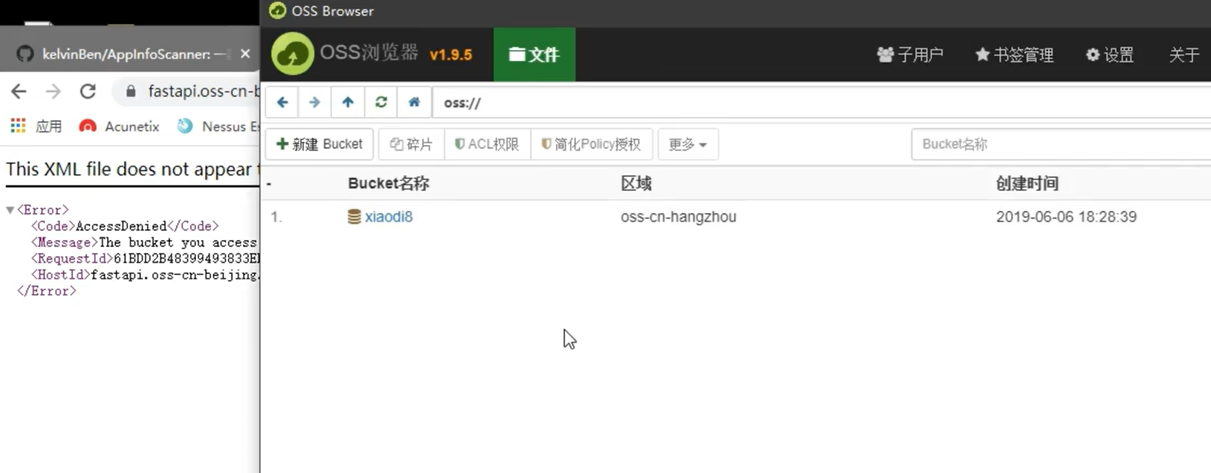 kelvinBen/AppInfoScanner: —
fastapi.oss-cn-b
应用 Acunetix Nessus Es
This XML file does not appear t
<Error>
<Code>AccessDenied</Code>
<Message>The bucket you access
<RequestId>61BDD2B48399493833E
<HostId>fastapi.oss-cn-beijing.
</Error>
OSS Browser
OSS浏览器 v1.9.5 文件 子用户 书签管理 设置 关于
oss://
新建 Bucket 碎片 ACL权限 简化Policy授权 更多 Bucket名称
- Bucket名称 区域 创建时间
1. xiaodi8 oss-cn-hangzhou 2019-06-06 18:28:39